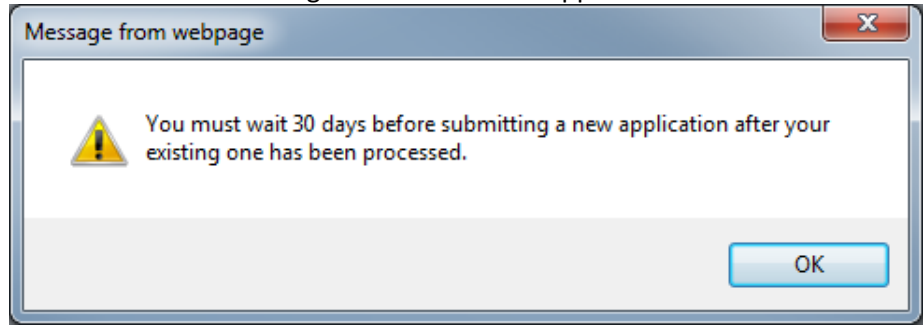 Message from webpage
You must wait 30 days before submitting a new application after your
existing one has been processed.
OK